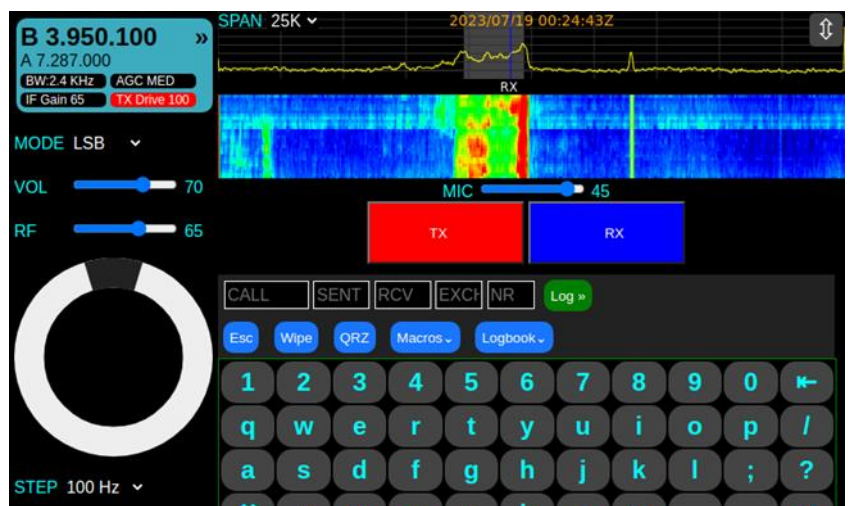 B 3.950.100 »
A 7.287.000
BW:2.4 KHz AGC MED
IF Gain 65 TX Drive 100
MODE LSB
VOL 70
RF 65
STEP 100 Hz
SPAN 25K
2023/07/19 00:24:43Z
RX
MIC 45
TX RX
CALL SENT RCV EXCH NR Log »
Esc Wipe QRZ Macros Logbook
1 2 3 4 5 6 7 8 9 0
q w e r t y u i o p /
a s d f g h j k l ; ?